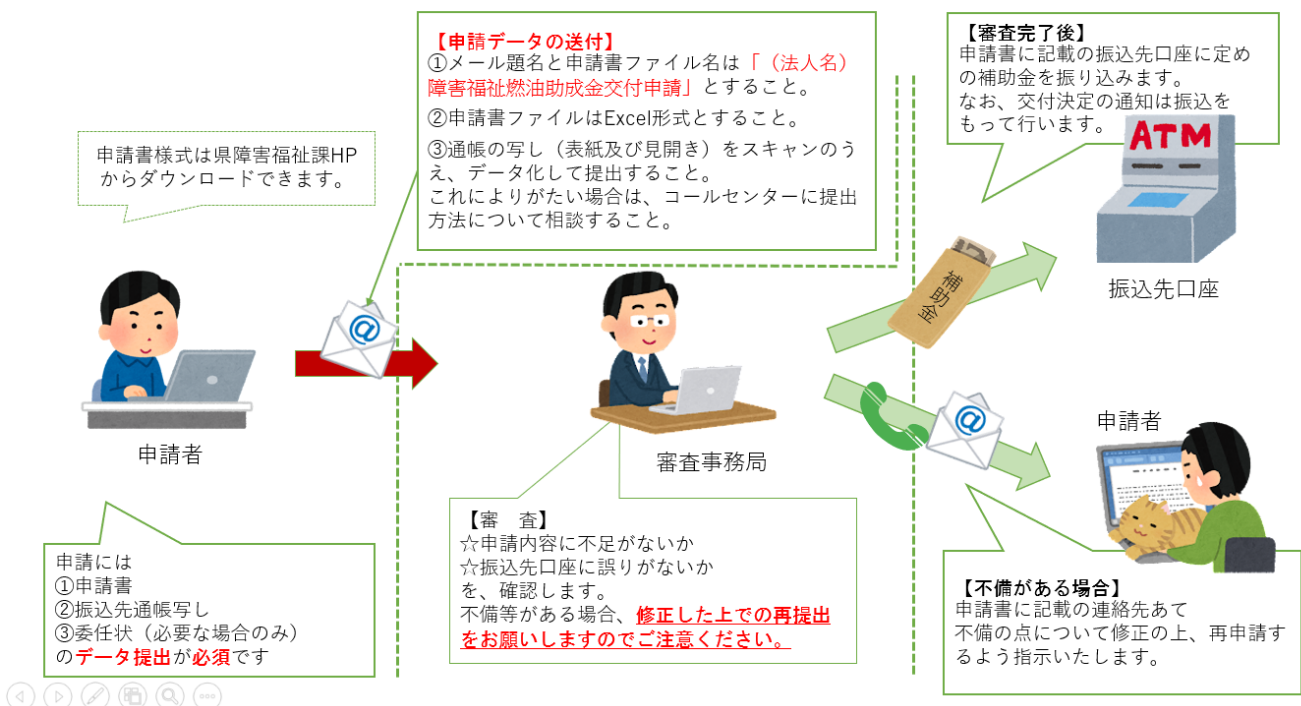 申請書様式は県障害福祉課HP
からダウンロードできます。
申請者
申請には
①申請書
②振込先通帳写し
③委任状（必要な場合のみ）
のデータ提出が必須です
【申請データの送付】
①メール題名と申請書ファイル名は「（法人名）
障害福祉燃油助成金交付申請」とすること。
②申請書ファイルはExcel形式とすること。
③通帳の写し（表紙及び見開き）をスキャンのう
え、データ化して提出すること。
これによりがたい場合は、コールセンターに提出
方法について相談すること。
@
審査事務局
【審　査】
☆申請内容に不足がないか
☆振込先口座に誤りがないか
を、確認します。
不備等がある場合、修正した上での再提出
をお願いしますのでご注意ください。
【審査完了後】
申請書に記載の振込先口座に定め
の補助金を振り込みます。
なお、交付決定の通知は振込を
もって行います。
ATM
補助金
振込先口座
@
申請者
【不備がある場合】
申請書に記載の連絡先あて
不備の点について修正の上、再申請す
るよう指示いたします。